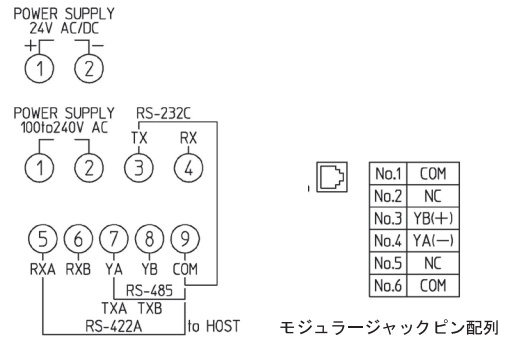 POWER SUPPLY
24V AC/DC
+ −
1 2
POWER SUPPLY RS-232C
100to240V AC
TX RX
1 2 3 4
No.1 COM
No.2 NC
No.3 YB(+)
No.4 YA(−)
No.5 NC
No.6 COM
5 6 7 8 9
RXA RXB YA YB COM
RS-485
TXA TXB
RS-422A to HOST
モジュラージャックピン配列